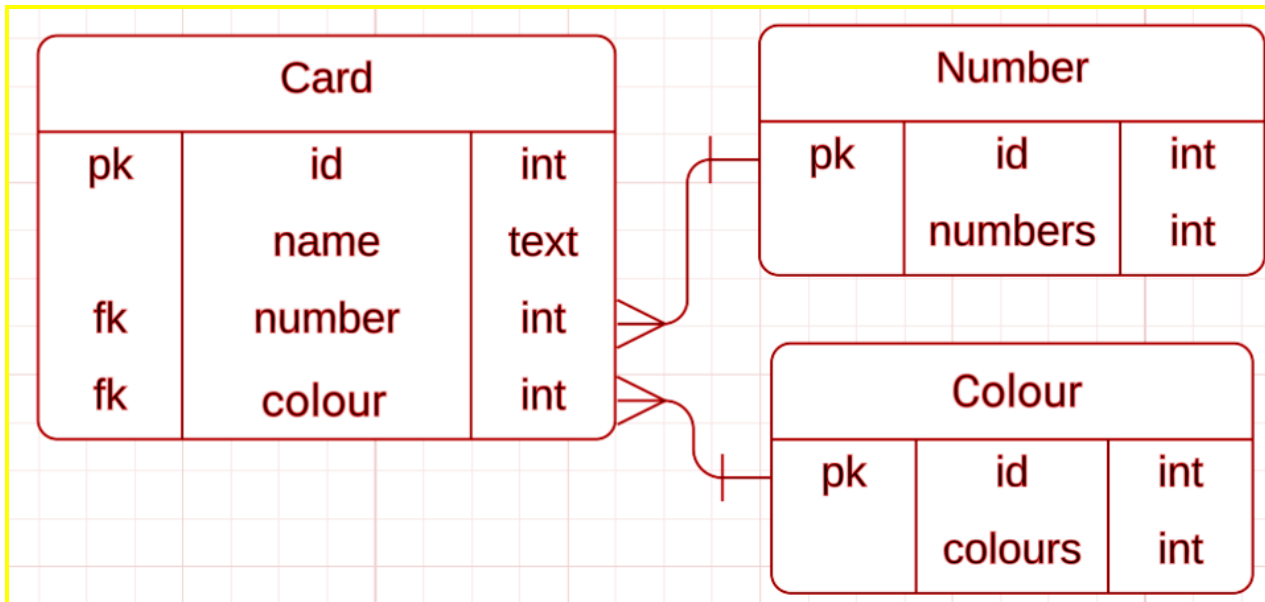 Card
pk id int
name text
fk number int
fk colour int
Number
pk id int
numbers int
Colour
pk id int
colours int